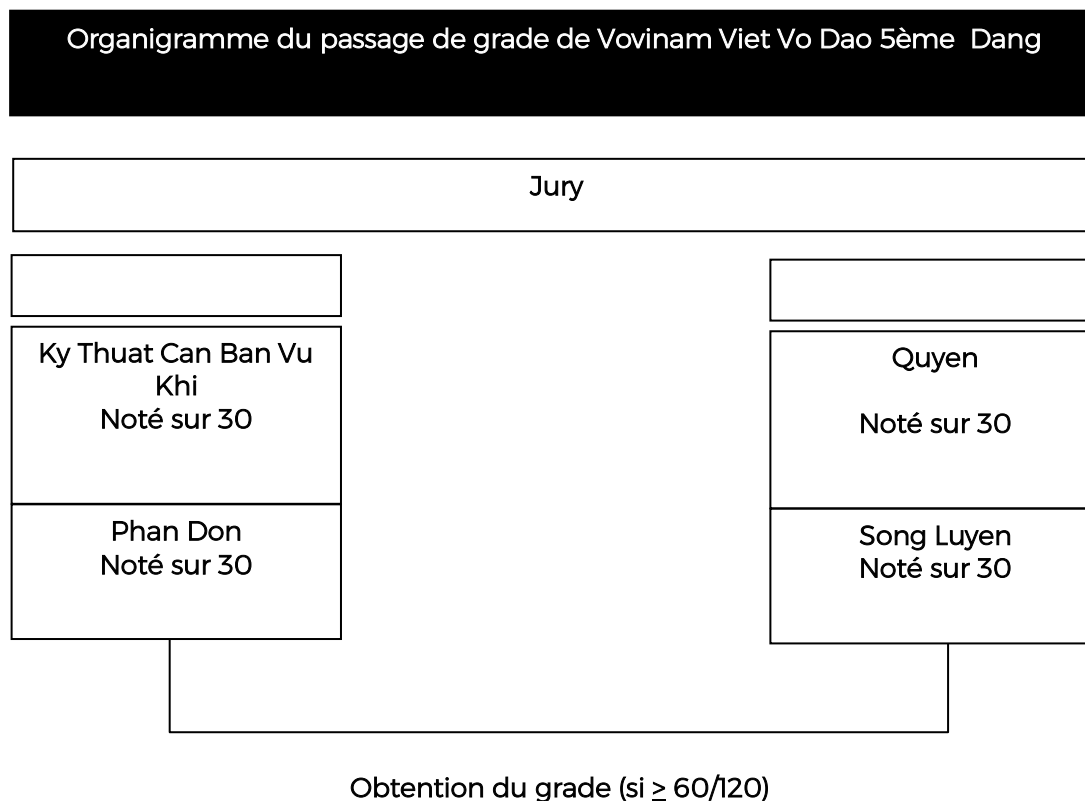 Organigramme du passage de grade de Vovinam Viet Vo Dao 5ème  Dang
Jury
Ky Thuat Can Ban Vu
Khi
Noté sur 30
Phan Don
Noté sur 30
Quyen
Noté sur 30
Song Luyen
Noté sur 30
Obtention du grade (si ≥ 60/120)